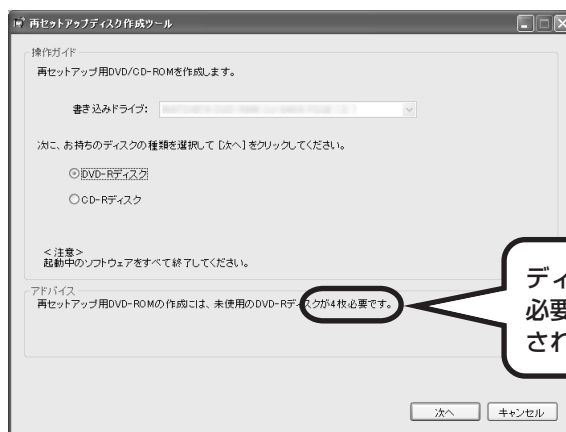 再セットアップディスク作成ツール
操作ガイド
再セットアップ用DVD/CD-ROMを作成します。
書き込みドライブ:
次に、お持ちのディスクの種類を選択して [次へ] をクリックしてください。
DVD-Rディスク
CD-Rディスク
<注意>
起動中のソフトウェアをすべて終了してください。
アドバイス
再セットアップ用DVD-ROMの作成には、未使用のDVD-Rディスクが4枚必要です。
ディ
必要
され
次へ
キャンセル